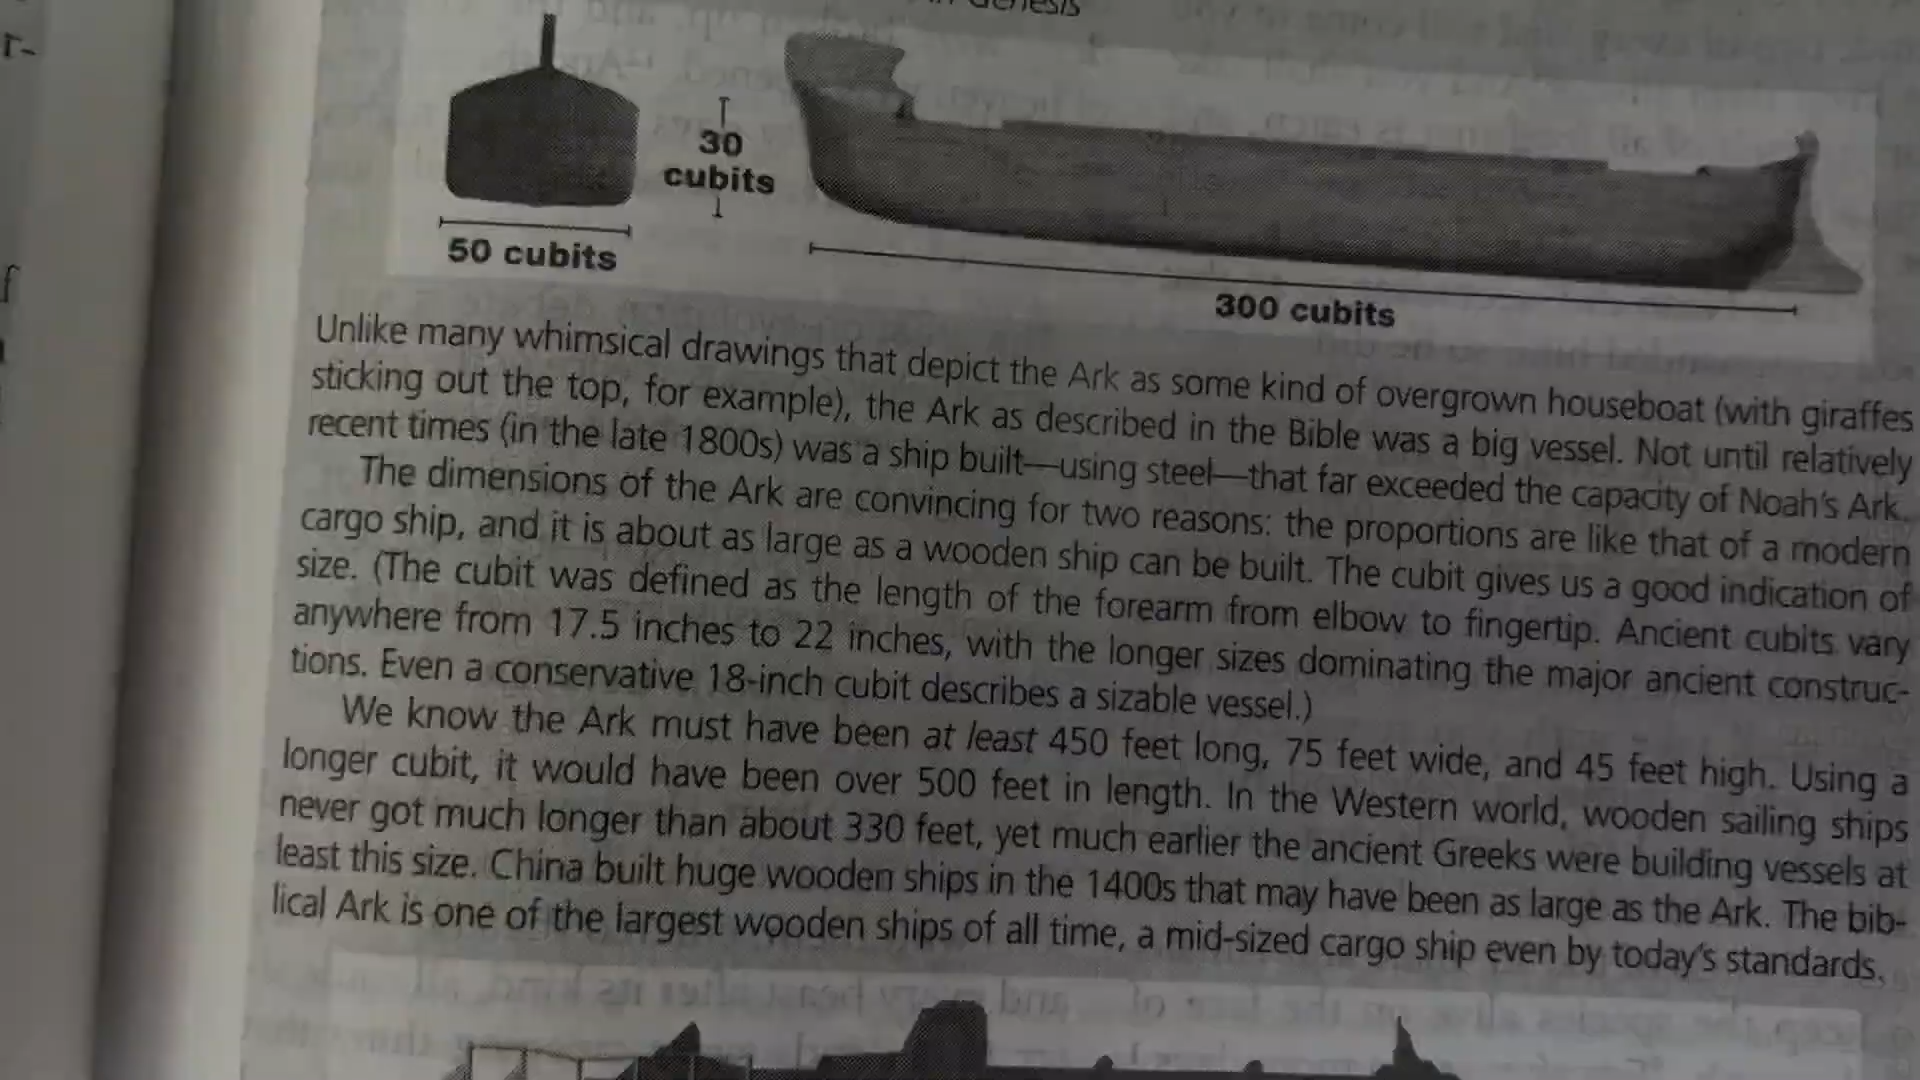 Genesis
r-
f
30
cubits
50 cubits
300 cubits
Unlike many whimsical drawings that depict the Ark as some kind of overgrown houseboat (with giraffes
sticking out the top, for example), the Ark as described in the Bible was a big vessel. Not until relatively
recent times (in the late 1800s) was a ship built—using steel—that far exceeded the capacity of Noah's Ark.
The dimensions of the Ark are convincing for two reasons: the proportions are like that of a modern
cargo ship, and it is about as large as a wooden ship can be built. The cubit gives us a good indication of
size. (The cubit was defined as the length of the forearm from elbow to fingertip. Ancient cubits vary
anywhere from 17.5 inches to 22 inches, with the longer sizes dominating the major ancient construc-
tions. Even a conservative 18-inch cubit describes a sizable vessel.)
We know the Ark must have been at least 450 feet long, 75 feet wide, and 45 feet high. Using a
longer cubit, it would have been over 500 feet in length. In the Western world, wooden sailing ships
never got much longer than about 330 feet, yet much earlier the ancient Greeks were building vessels at
least this size. China built huge wooden ships in the 1400s that may have been as large as the Ark. The bib-
lical Ark is one of the largest wooden ships of all time, a mid-sized cargo ship even by today's standards.